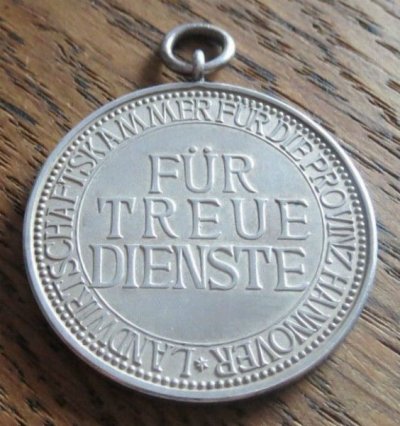 LANDWIRTSCHAFTSKAMMER FÜR DIE PROVINZ HANNOVER
FÜR
TREUE
DIENSTE